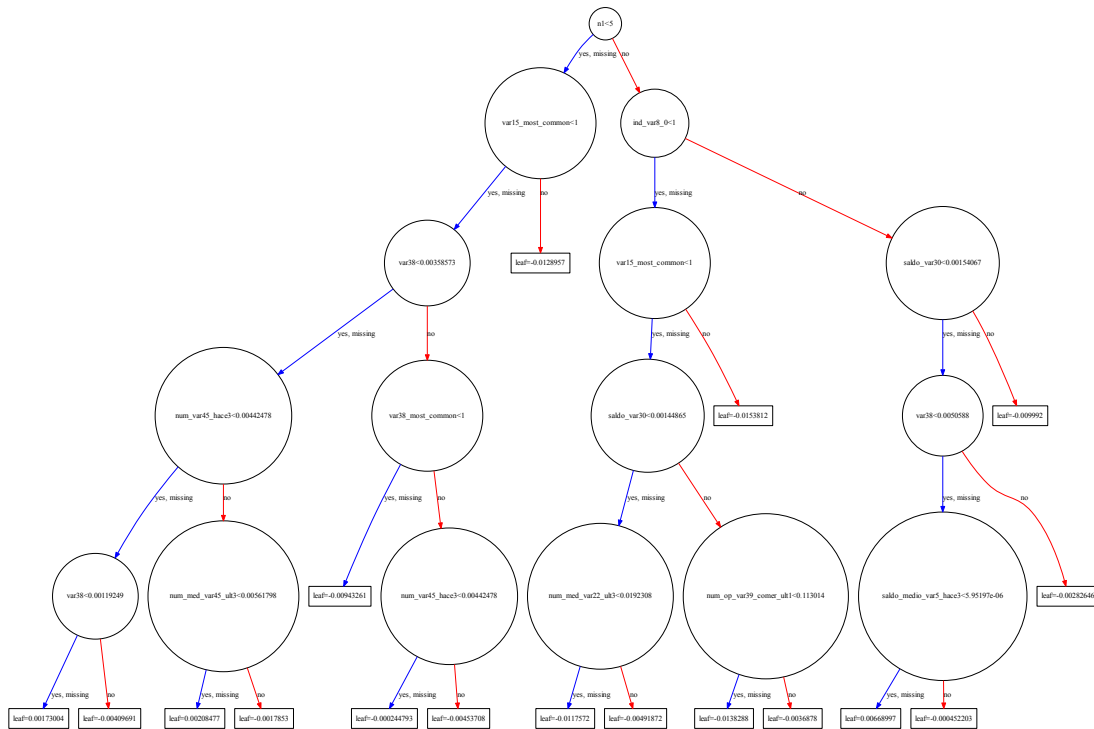 n1<5
yes, missing
no
var15_most_common<1
ind_var8_0<1
yes, missing
no
yes, missing
no
var38<0.00358573
leaf=-0.0128957
var15_most_common<1
saldo_var30<0.00154067
yes, missing
no
yes, missing
no
yes, missing
no
num_var45_hace3<0.00442478
var38_most_common<1
saldo_var30<0.00144865
leaf=-0.0153812
var38<0.0050588
leaf=-0.009992
yes, missing
no
yes, missing
no
yes, missing
no
yes, missing
no
var38<0.00119249
num_med_var45_ult3<0.00561798
leaf=-0.00943261
num_var45_hace3<0.00442478
num_med_var22_ult3<0.0192308
num_op_var39_comer_ult1<0.113014
saldo_medio_var5_hace3<5.95197e-06
leaf=-0.00282646
yes, missing
no
yes, missing
no
yes, missing
no
yes, missing
no
yes, missing
no
yes, missing
no
leaf=0.00173004
leaf=-0.00409691
leaf=0.00208477
leaf=-0.0017853
leaf=-0.000244793
leaf=-0.00453708
leaf=-0.0117572
leaf=-0.00491872
leaf=-0.0138288
leaf=-0.0036878
leaf=0.00668997
leaf=-0.000452203